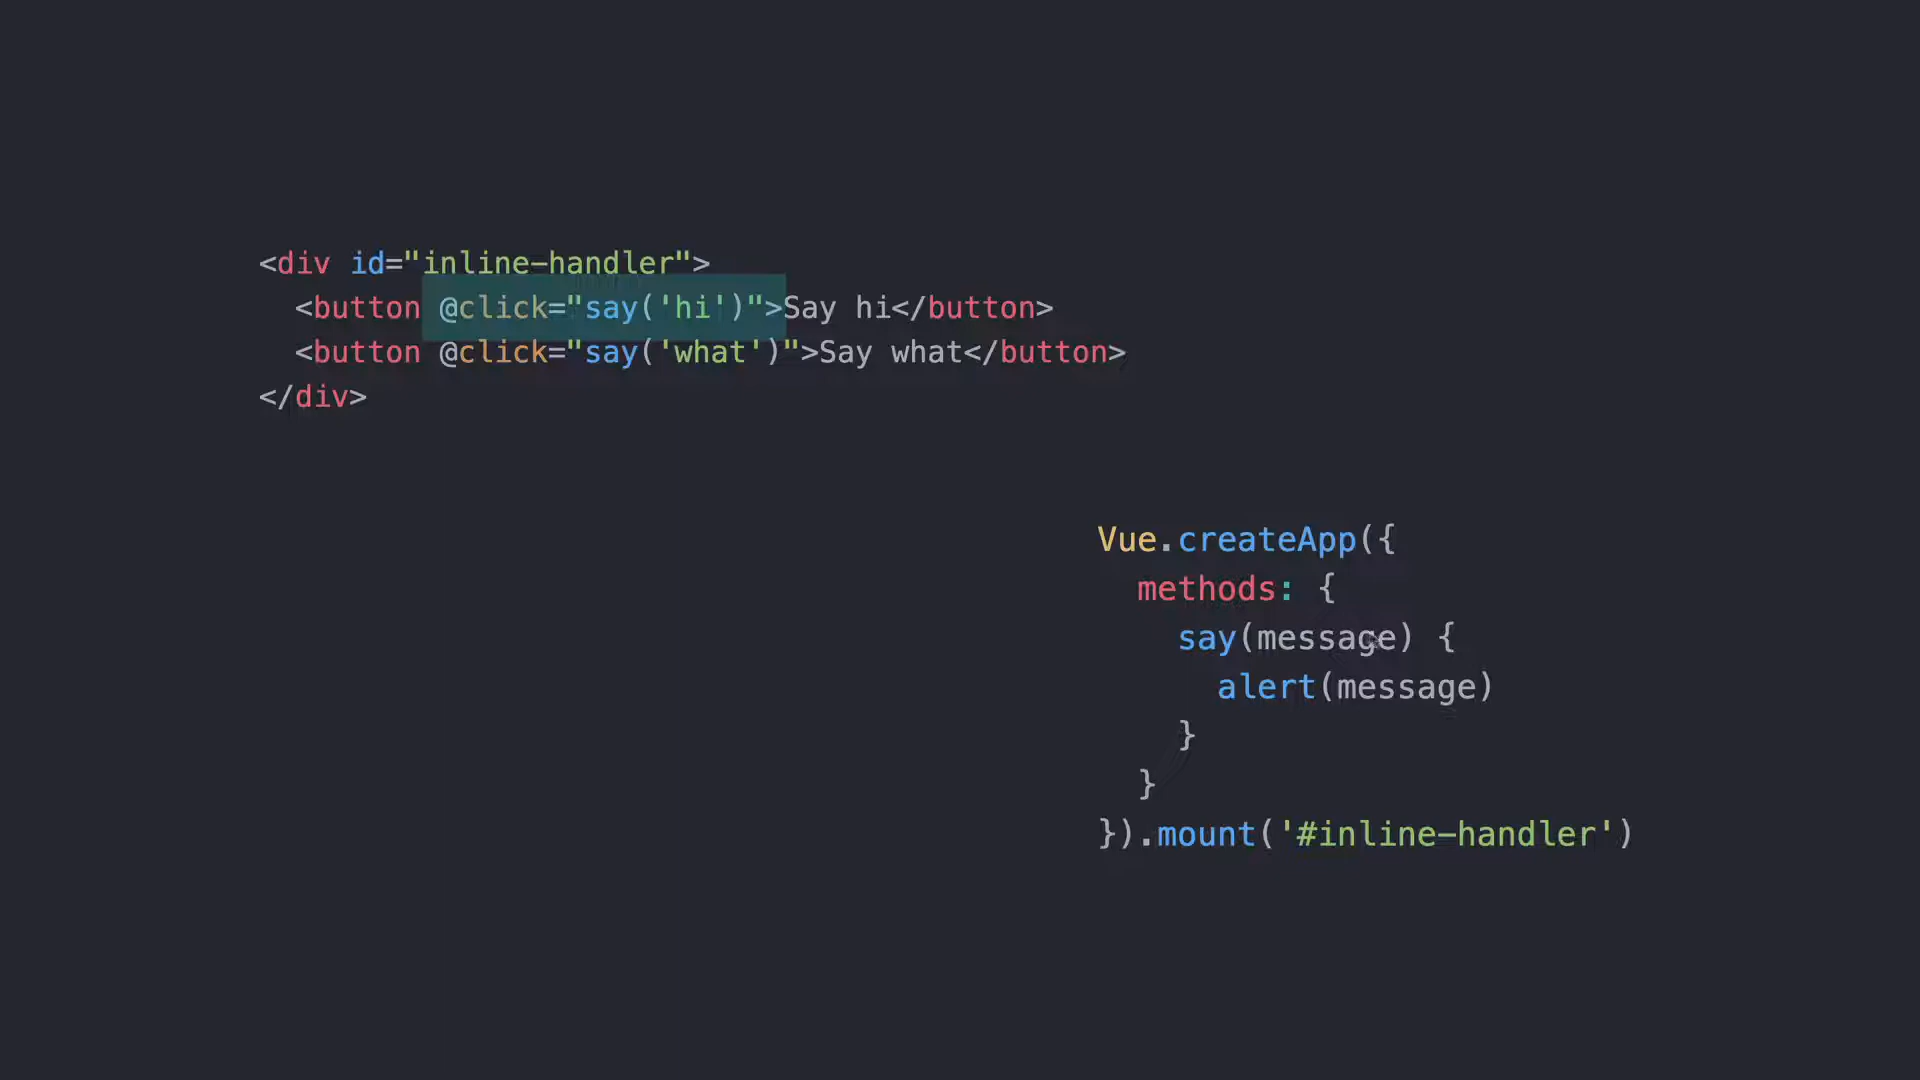 <div id="inline-handler">
  <button @click="say('hi')">Say hi</button>
  <button @click="say('what')">Say what</button>
</div>
Vue.createApp({
  methods: {
    say(message) {
      alert(message)
    }
  }
}).mount('#inline-handler')